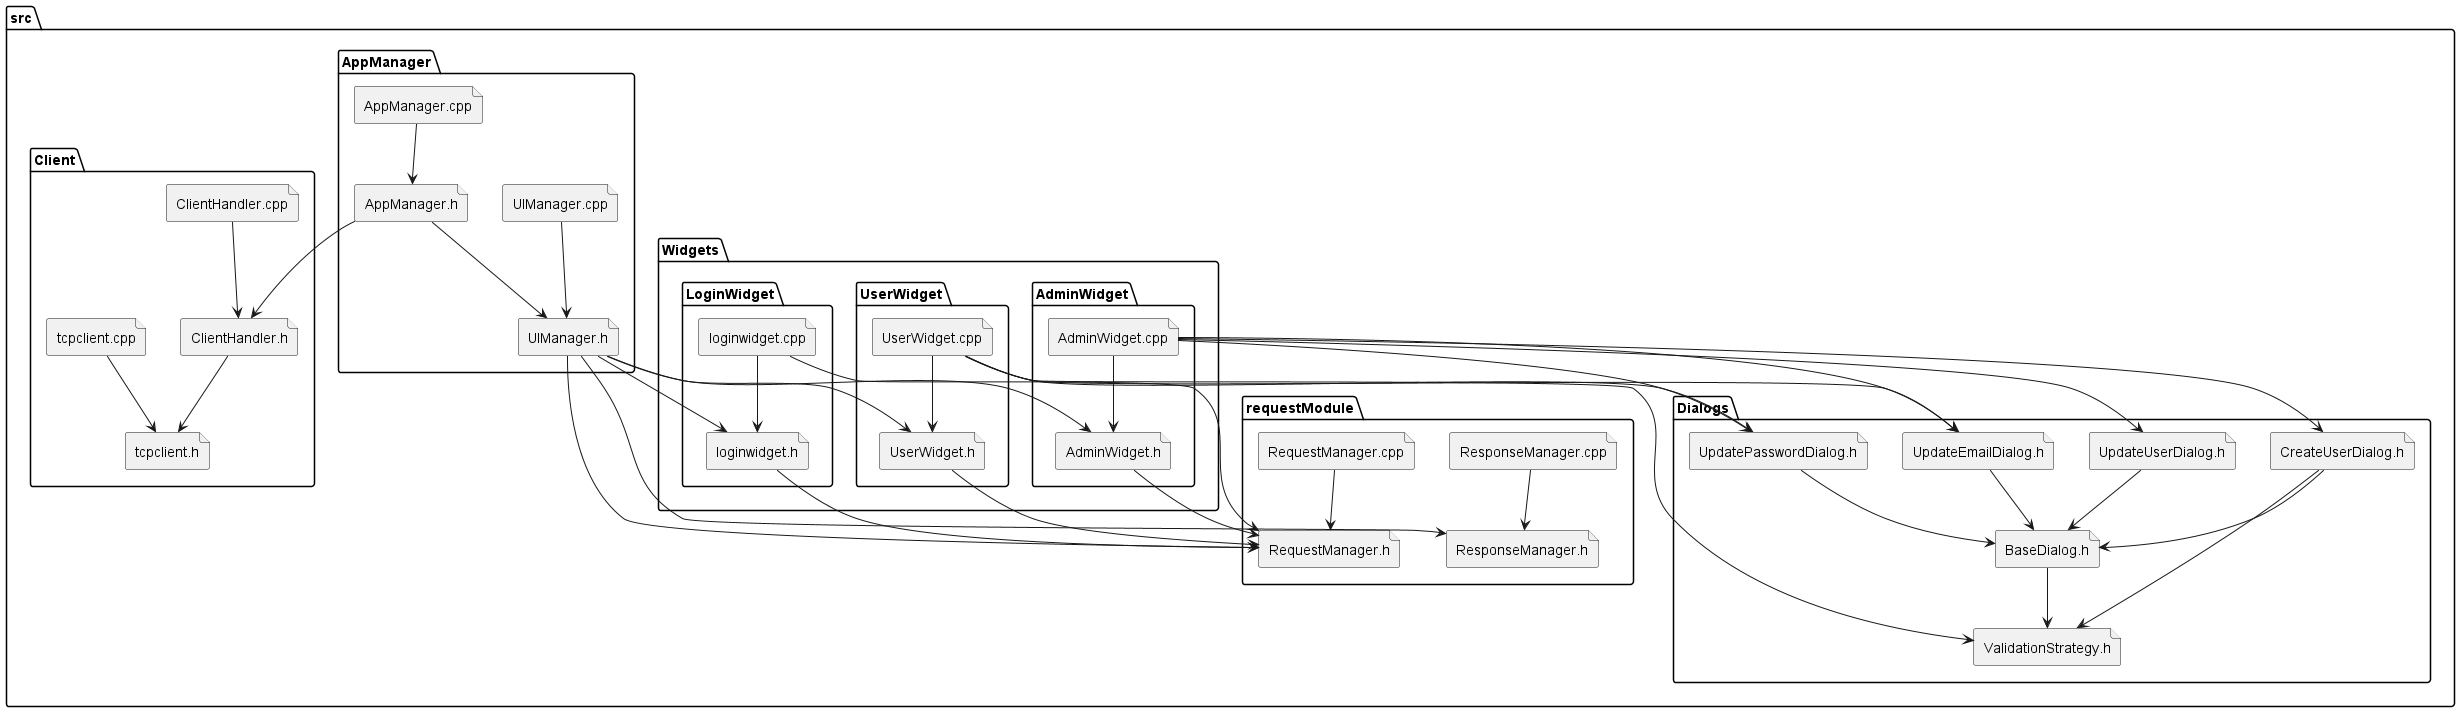 src
AppManager
AppManager.cpp
Client
ClientHandler.cpp
AppManager.h
UIManager.cpp
Widgets
LoginWidget
UserWidget
AdminWidget
tcpclient.cpp
ClientHandler.h
UIManager.h
loginwidget.cpp
UserWidget.cpp
AdminWidget.cpp
requestModule
Dialogs
tcpclient.h
loginwidget.h
UserWidget.h
AdminWidget.h
RequestManager.cpp
ResponseManager.cpp
UpdatePasswordDialog.h
UpdateEmailDialog.h
UpdateUserDialog.h
CreateUserDialog.h
RequestManager.h
ResponseManager.h
BaseDialog.h
ValidationStrategy.h